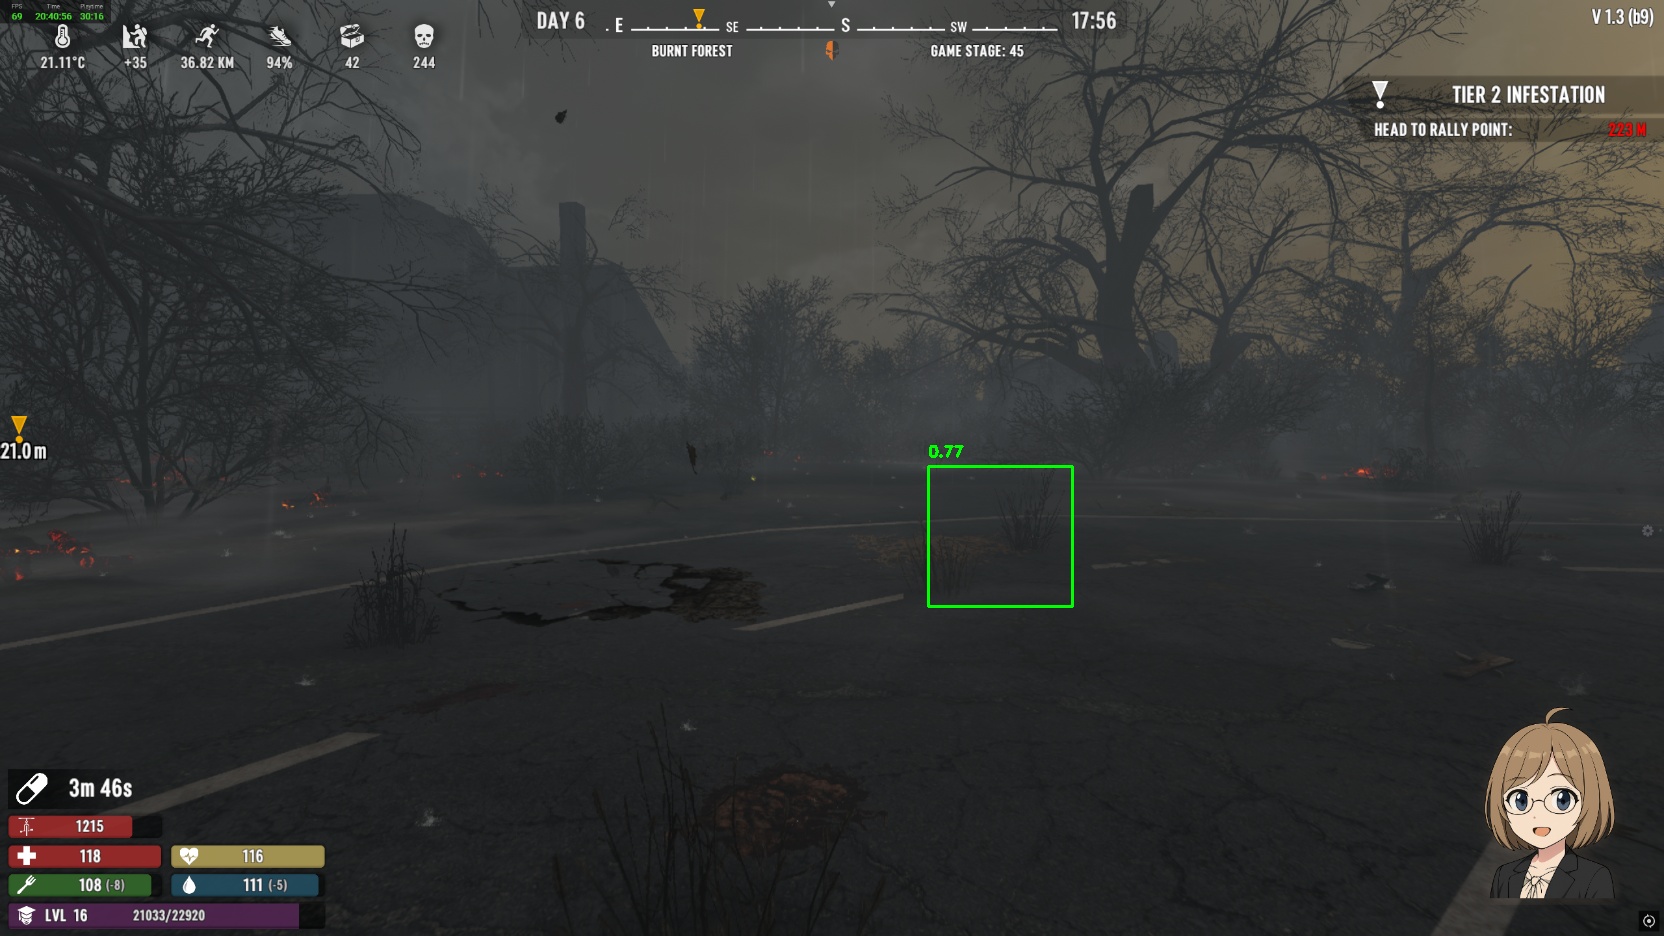 FPS Time Playtime
69 20:40:56 30:16
21.11°C +35 36.82 KM 94% 42 244
DAY 6 E SE S SW 17:56
BURNT FOREST GAME STAGE: 45
V 1.3 (b9)
TIER 2 INFESTATION
HEAD TO RALLY POINT: 223 M
21.0 m
0.77
3m 46s
1215
118 116
108 (-8) 111 (-5)
LVL 16 21033/22920